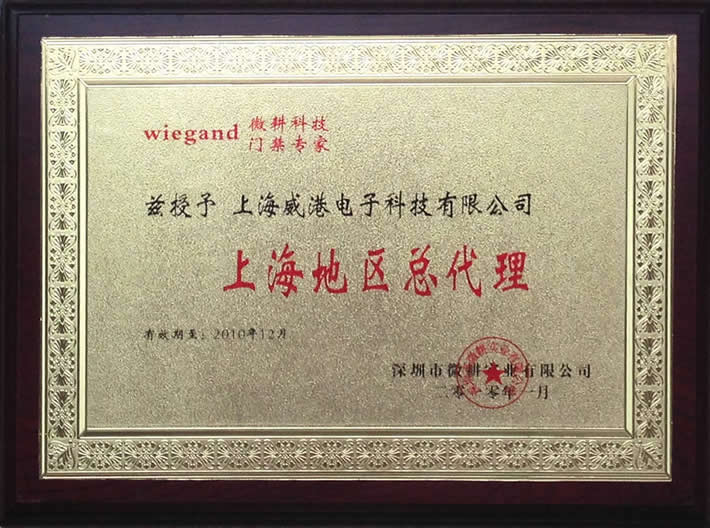 wiegand 微耕科技
门禁专家
兹授予 上海威港电子科技有限公司
上海地区总代理
有效期至：2010年12月
深圳市微耕实业有限公司
二零一零年一月